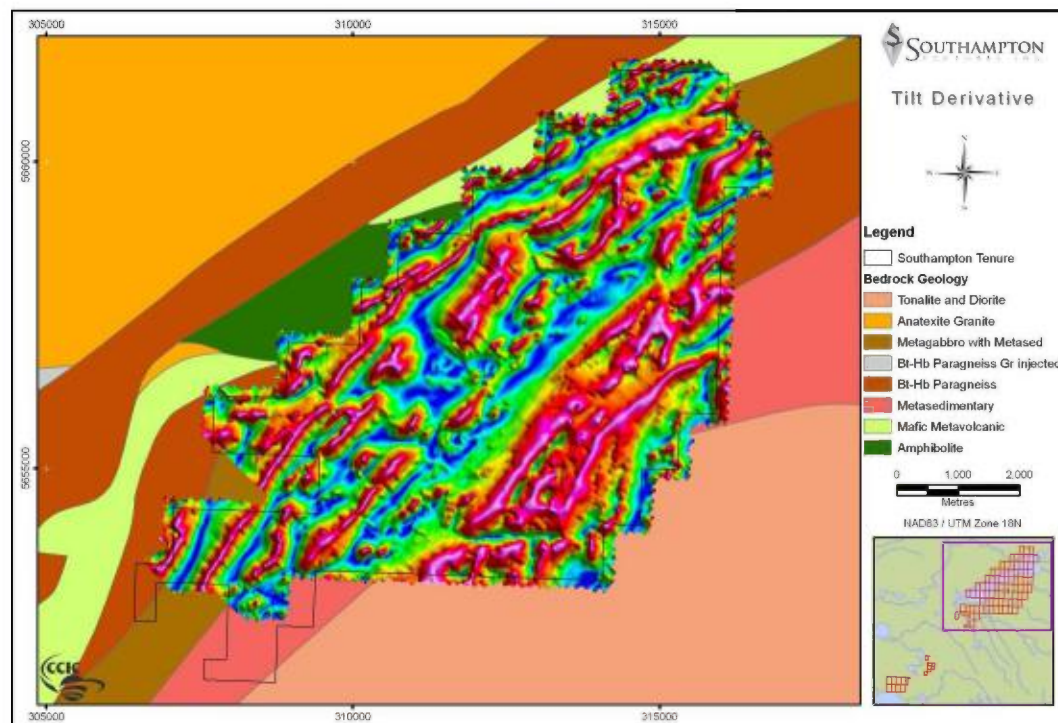 305000
310000
315000
5660000
5655000
305000
310000
315000
CCIC
SOUTHAMPTON
Tilt Derivative
N
W
E
S
Legend
Southampton Tenure
Bedrock Geology
Tonalite and Diorite
Anatexite Granite
Metagabbro with Metased
Bt-Hb Paragneiss Gr injected
Bt-Hb Paragneiss
Metasedimentary
Mafic Metavolcanic
Amphibolite
0 1,000 2,000
Metres
NAD83 / UTM Zone 18N